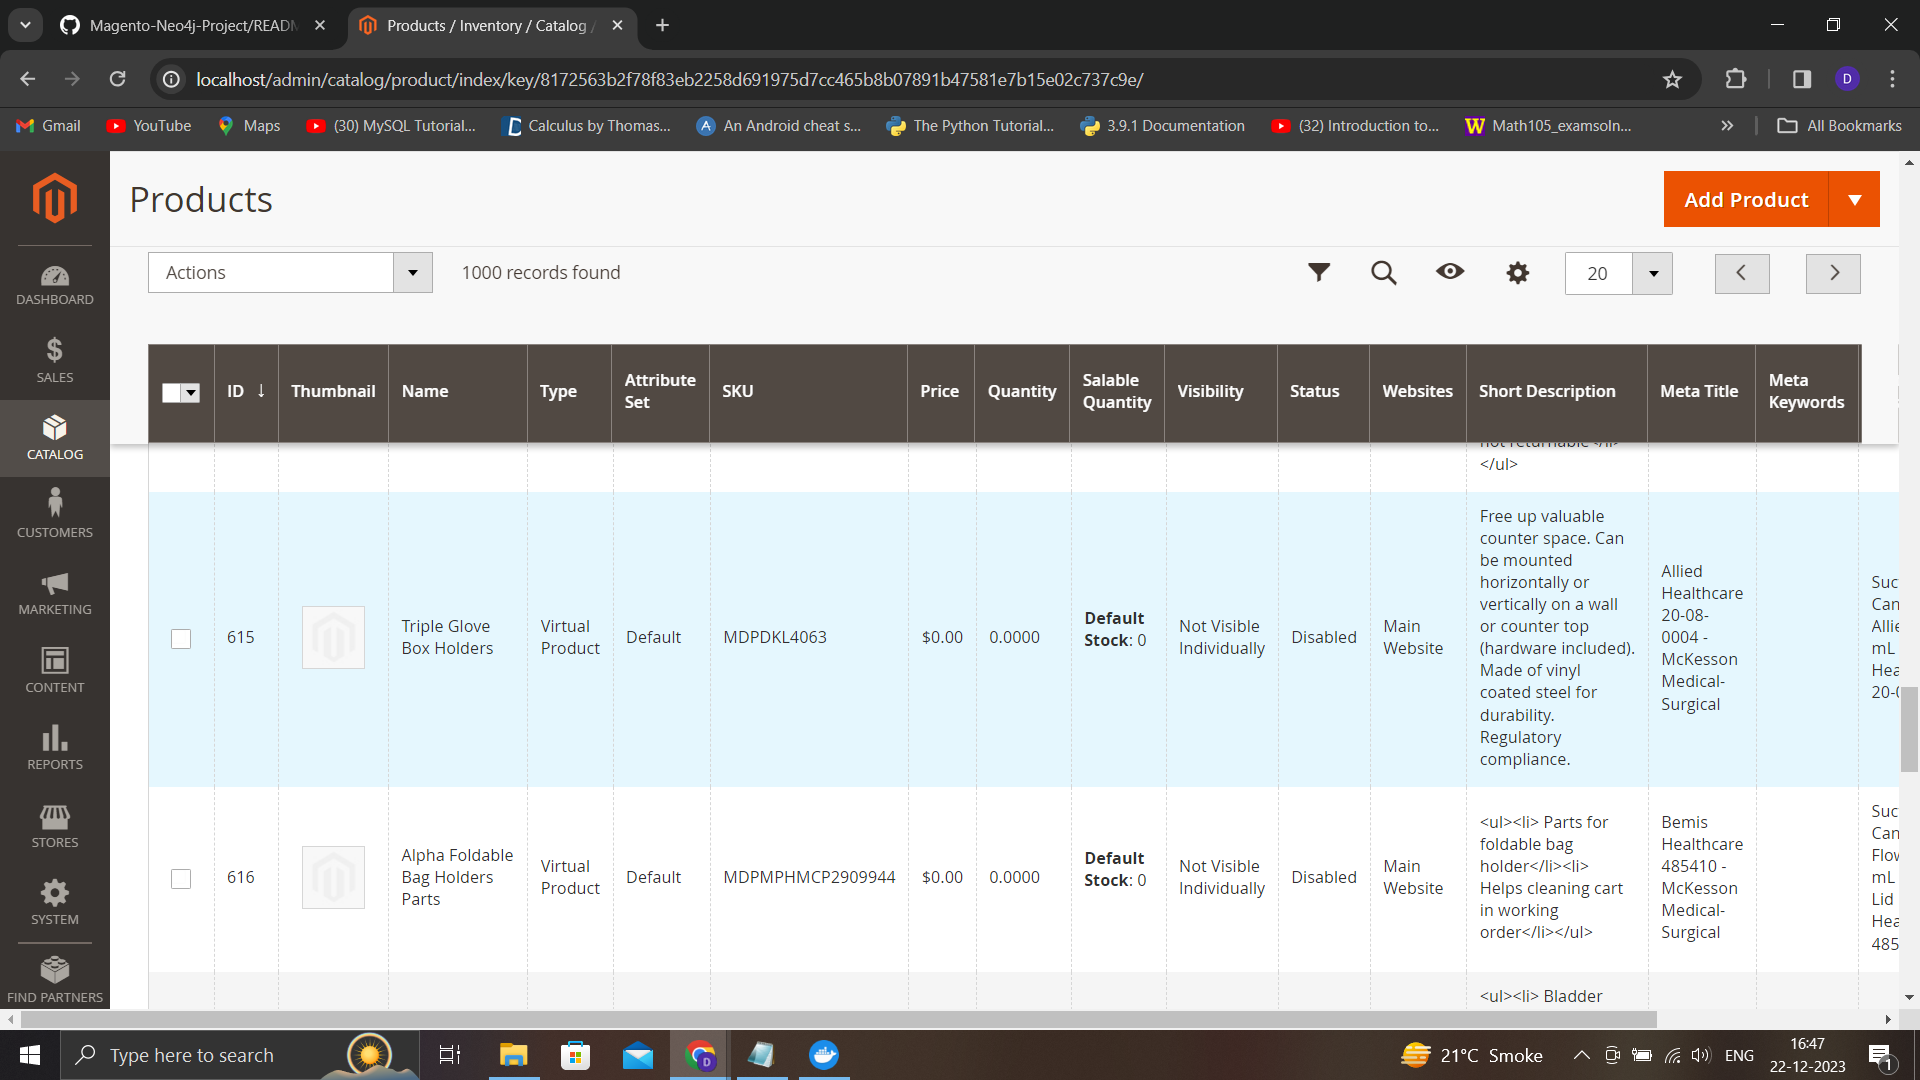 Magento-Neo4j-Project/READM
Products / Inventory / Catalog /
localhost/admin/catalog/product/index/key/8172563b2f78f83eb2258d691975d7cc465b8b07891b47581e7b15e02c737c9e/
D
Gmail
YouTube
Maps
(30) MySQL Tutorial...
Calculus by Thomas...
An Android cheat s...
The Python Tutorial...
3.9.1 Documentation
(32) Introduction to...
Math105_examsoln...
All Bookmarks
DASHBOARD
SALES
CATALOG
CUSTOMERS
MARKETING
CONTENT
REPORTS
STORES
SYSTEM
FIND PARTNERS
Products
Add Product
Actions
1000 records found
20
ID
Thumbnail
Name
Type
Attribute
Set
SKU
Price
Quantity
Salable
Quantity
Visibility
Status
Websites
Short Description
Meta Title
Meta
Keywords
not returnable </li>
</ul>
615
Triple Glove
Box Holders
Virtual
Product
Default
MDPDKL4063
$0.00
0.0000
Default
Stock: 0
Not Visible
Individually
Disabled
Main
Website
Free up valuable
counter space. Can
be mounted
horizontally or
vertically on a wall
or counter top
(hardware included).
Made of vinyl
coated steel for
durability.
Regulatory
compliance.
Allied
Healthcare
20-08-
0004 -
McKesson
Medical-
Surgical
Suc
Can
Allie
mL
Hea
20-0
616
Alpha Foldable
Bag Holders
Parts
Virtual
Product
Default
MDPMPHMCP2909944
$0.00
0.0000
Default
Stock: 0
Not Visible
Individually
Disabled
Main
Website
<ul><li> Parts for
foldable bag
holder</li><li>
Helps cleaning cart
in working
order</li></ul>
Bemis
Healthcare
485410 -
McKesson
Medical-
Surgical
Suc
Can
Flov
mL
Lid
Hea
485
<ul><li> Bladder
Type here to search
D
21°C Smoke
ENG
16:47
22-12-2023
1